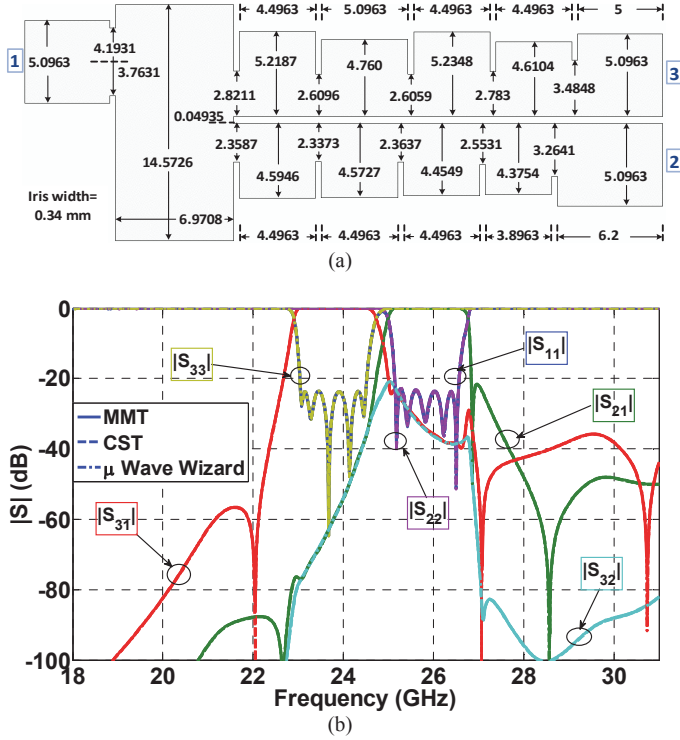 4.4963 5.0963 4.4963 4.4963 5
1 5.0963 4.1931 3.7631 5.2187 4.760 5.2348 4.6104 5.0963 3
2.8211 2.6096 2.6059 2.783 3.4848
0.04935
14.5726 2.3587 2.3373 2.3637 2.5531 3.2641 2
4.5946 4.5727 4.4549 4.3754 5.0963
Iris width=
0.34 mm
6.9708
4.4963 4.4963 4.4963 3.8963 6.2
(a)
0
-20
-40
-60
-80
-100
|S| (dB)
|S33|
|S11|
|S21|
MMT
CST
μ Wave Wizard
|S22|
|S31|
|S32|
18 20 22 24 26 28 30
Frequency (GHz)
(b)